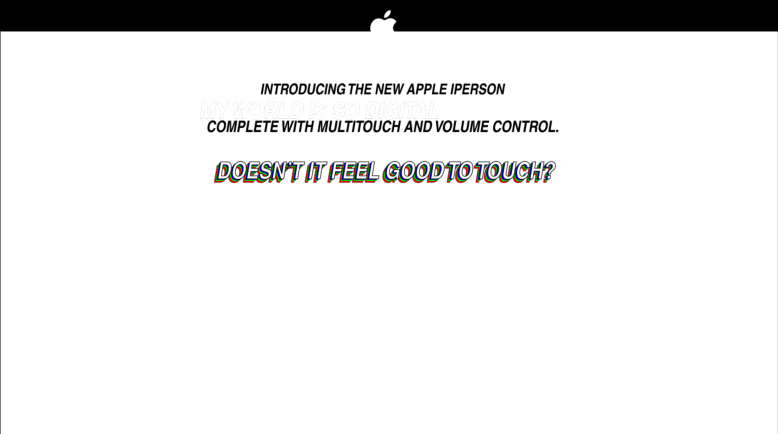 INTRODUCING THE NEW APPLE IPERSON
MY WORLD IS SO DIGITAL
COMPLETE WITH MULTITOUCH AND VOLUME CONTROL.
DOESN'T IT FEEL GOOD TO TOUCH?